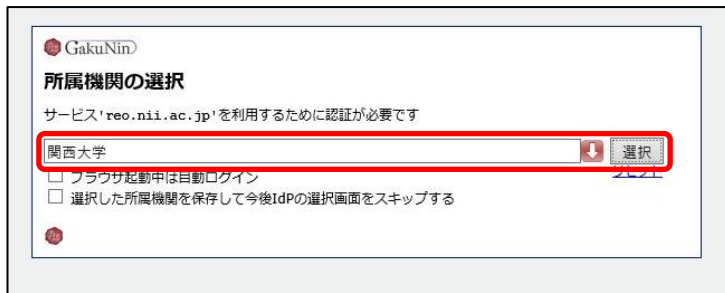 GakuNin
所属機関の選択
サービス'reo.nii.ac.jp'を利用するために認証が必要です
関西大学 選択
ブラウザ起動中は自動ログイン リセット
選択した所属機関を保存して今後IdPの選択画面をスキップする